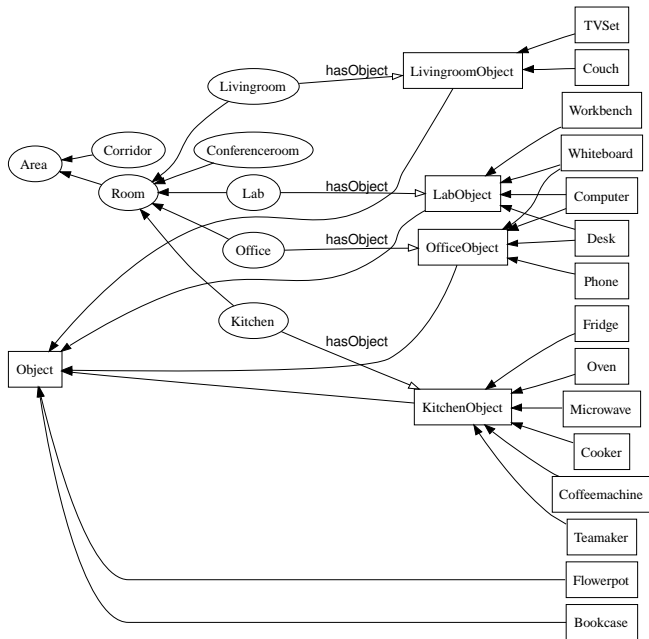 TVSet
hasObject
Livingroom
LivingroomObject
Couch
Workbench
Corridor
Conferenceroom
Whiteboard
Area
hasObject
Room
Lab
LabObject
Computer
hasObject
Desk
Office
OfficeObject
Phone
Kitchen
Fridge
hasObject
Object
Oven
KitchenObject
Microwave
Cooker
Coffeemachine
Teamaker
Flowerpot
Bookcase